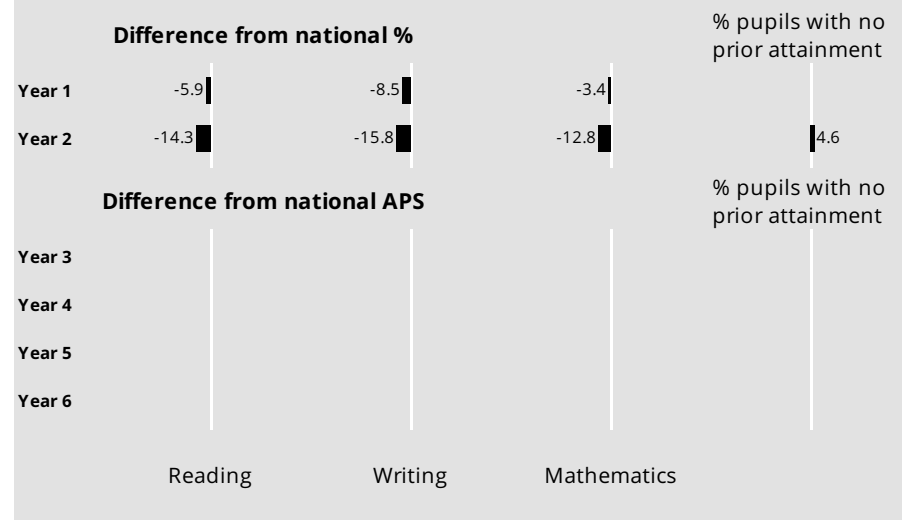 Difference from national %
% pupils with no
prior attainment
Year 1 -5.9 -8.5 -3.4
Year 2 -14.3 -15.8 -12.8 4.6
Difference from national APS
% pupils with no
prior attainment
Year 3
Year 4
Year 5
Year 6
Reading Writing Mathematics